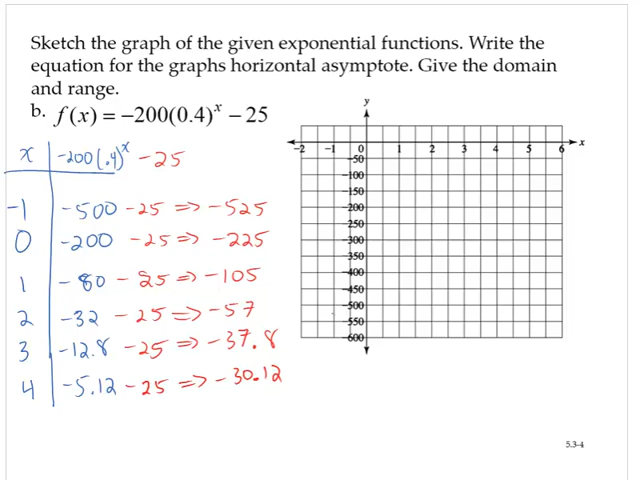 Sketch the graph of the given exponential functions. Write the
equation for the graphs horizontal asymptote. Give the domain
and range.
b. f(x) = −200(0.4)^x − 25
x | -200(.4)^x - 25
-1 | -500 - 25 => -525
0 | -200 - 25 => -225
1 | -80 - 25 => -105
2 | -32 - 25 => -57
3 | -12.8 - 25 => -37.8
4 | -5.12 - 25 => -30.12
y
x
−2 −1 0 1 2 3 4 5 6
−50
−100
−150
−200
−250
−300
−350
−400
−450
−500
−550
−600
5.3-4